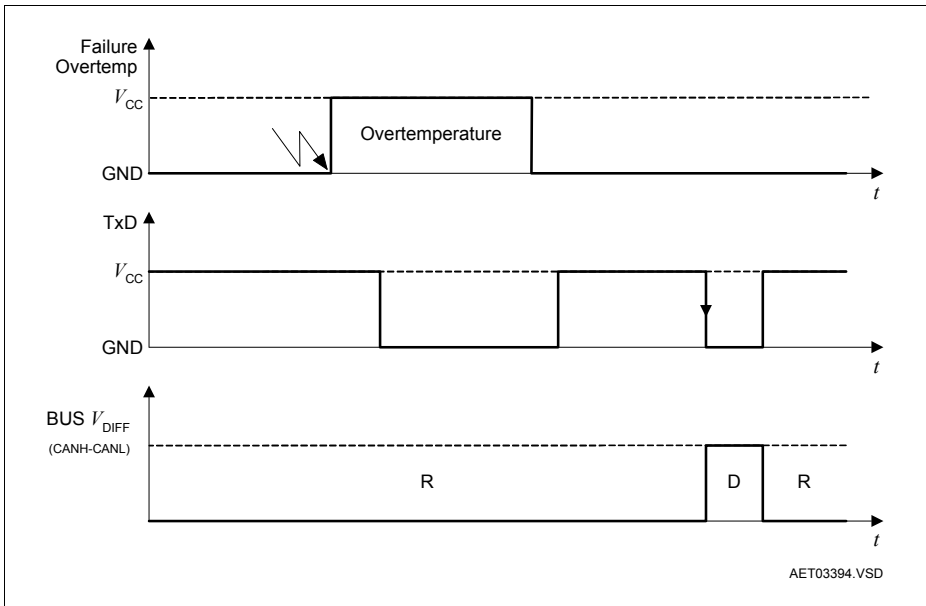 Failure
Overtemp
VCC
Overtemperature
GND
t
TxD
VCC
GND
t
BUS VDIFF
(CANH-CANL)
R
D
R
t
AET03394.VSD